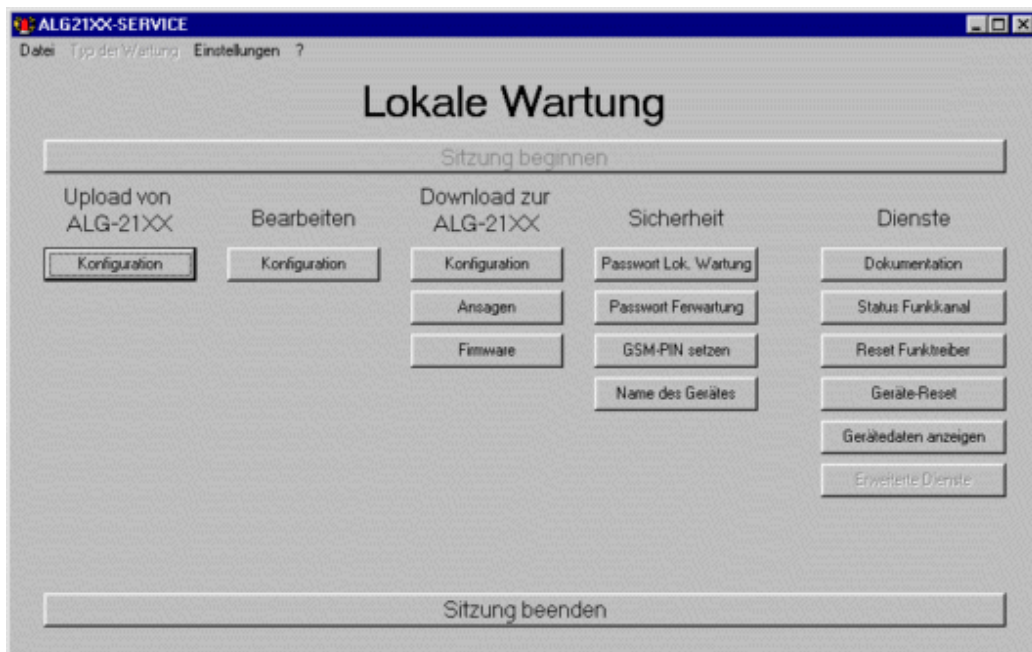 ALG21XX-SERVICE
Datei Typ der Wartung Einstellungen ?
Lokale Wartung
Sitzung beginnen
Upload von
ALG-21XX
Bearbeiten
Download zur
ALG-21XX
Sicherheit
Dienste
Konfiguration
Konfiguration
Konfiguration
Passwort Lok. Wartung
Dokumentation
Ansagen
Passwort Fernwartung
Status Funkkanal
Firmware
GSM-PIN setzen
Reset Funktreiber
Name des Gerätes
Geräte-Reset
Gerätedaten anzeigen
Erweiterte Dienste
Sitzung beenden